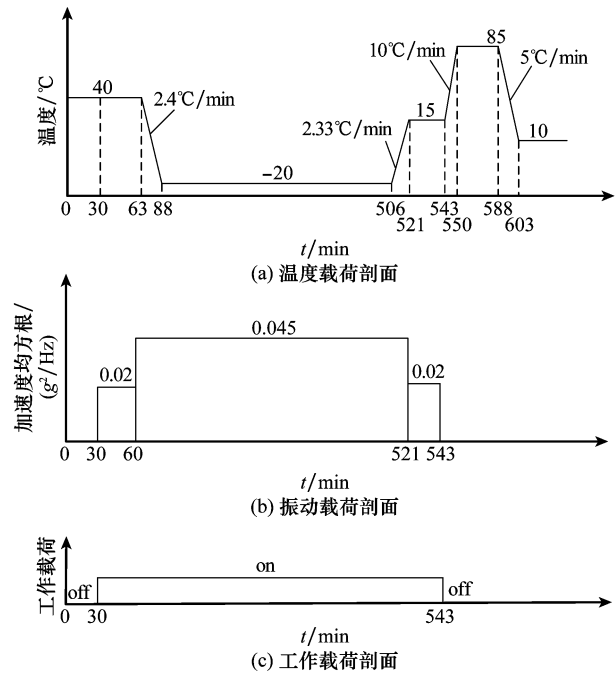 温度/℃
40
2.4℃/min
-20
2.33℃/min
15
10℃/min
85
5℃/min
10
0 30 63 88 506 521 543 550 588 603
t/min
(a) 温度载荷剖面
加速度均方根/
(g²/Hz)
0.02
0.045
0.02
0 30 60 521 543
t/min
(b) 振动载荷剖面
工作载荷
off
on
off
0 30 543
t/min
(c) 工作载荷剖面